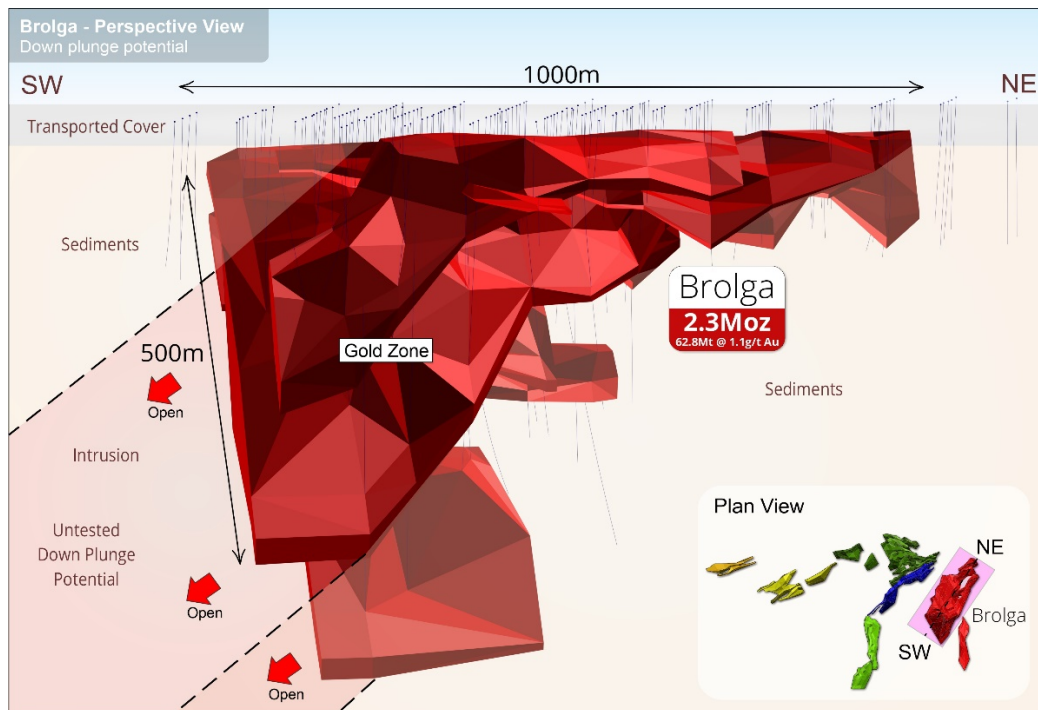 Brolga - Perspective View
Down plunge potential
SW
1000m
NE
Transported Cover
Sediments
Brolga
2.3Moz
62.8Mt @ 1.1g/t Au
Gold Zone
500m
Sediments
Open
Intrusion
Untested
Down Plunge
Potential
Open
Open
Plan View
NE
Brolga
SW